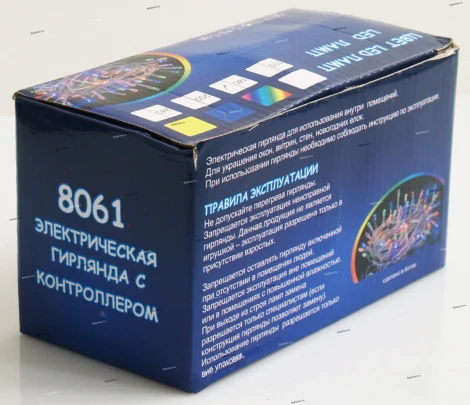 ЦВЕТ LED ЛАМП
LED ЛАМП
8061
ЭЛЕКТРИЧЕСКАЯ
ГИРЛЯНДА С
КОНТРОЛЛЕРОМ
Электрическая гирлянда для использования внутри помещений.
Для украшения окон, витрин, стен, новогодних елок.
При использовании гирлянды необходимо соблюдать инструкцию по эксплуатации.
ПРАВИЛА ЭКСПЛУАТАЦИИ
Не допускайте перегрева гирлянды.
Запрещается эксплуатация неисправной
гирлянды. Данная продукция не является
игрушкой - эксплуатация разрешена только в
присутствии взрослых.
Запрещается оставлять гирлянду включенной
при отсутствии в помещении людей.
Запрещается эксплуатация вне помещений
или в помещениях с повышенной влажностью.
При выходе из строя ламп замена
разрешается только специалистам (если
конструкция гирлянды позволяет замену).
Использование гирлянды разрешается только
вне упаковки.
СДЕЛАНО В КИТАЕ